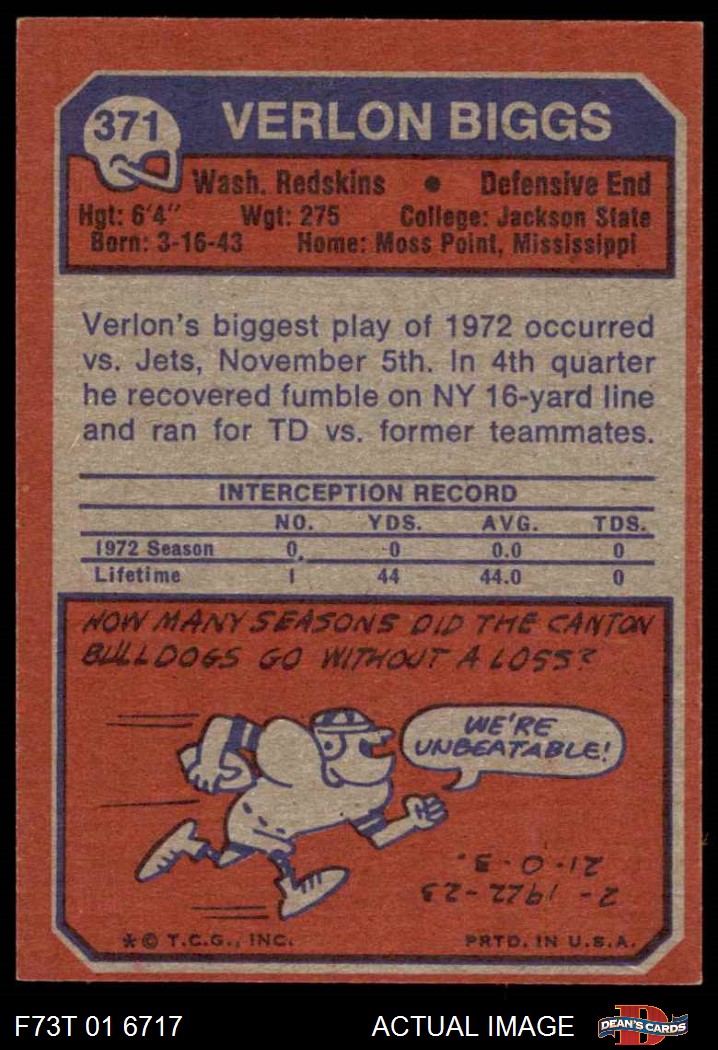 371
VERLON BIGGS
Wash. Redskins • Defensive End
Hgt: 6'4" Wgt: 275 College: Jackson State
Born: 3-16-43 Home: Moss Point, Mississippi
Verlon's biggest play of 1972 occurred
vs. Jets, November 5th. In 4th quarter
he recovered fumble on NY 16-yard line
and ran for TD vs. former teammates.
INTERCEPTION RECORD
NO. YDS. AVG. TDS.
1972 Season 0 0 0.0 0
Lifetime 1 44 44.0 0
HOW MANY SEASONS DID THE CANTON
BULLDOGS GO WITHOUT A LOSS?
WE'RE
UNBEATABLE!
2- 1922-23
21-0-3.
* © T.C.G., INC. PRTD. IN U.S.A.
F73T 01 6717 ACTUAL IMAGE
D
DEAN'S CARDS